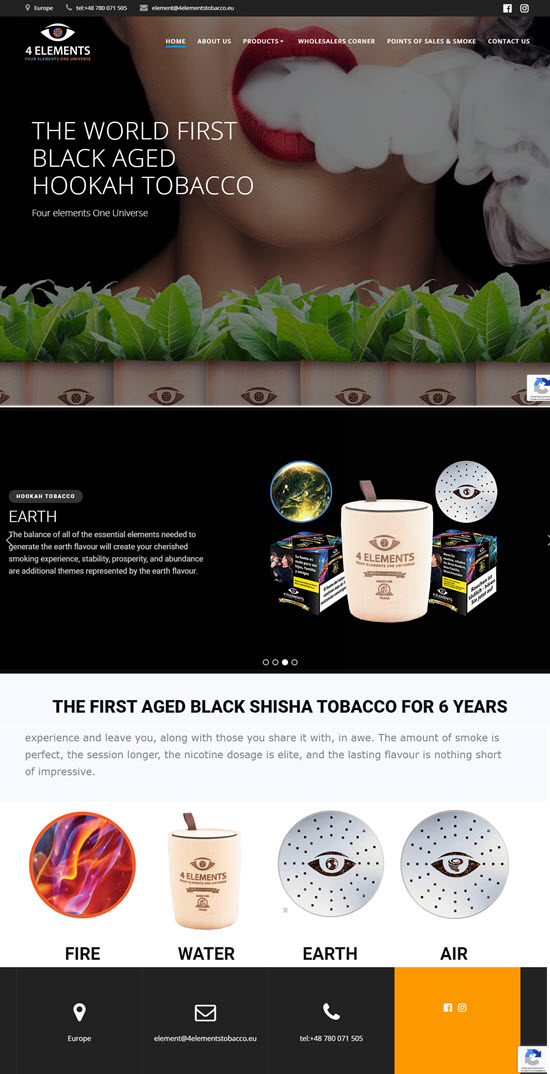 Europe tel:+48 780 071 505 element@4elementstobacco.eu
4 ELEMENTS
FOUR ELEMENTS ONE UNIVERSE
HOME ABOUT US PRODUCTS WHOLESALERS CORNER POINTS OF SALES & SMOKE CONTACT US
THE WORLD FIRST
BLACK AGED
HOOKAH TOBACCO
Four elements One Universe
HOOKAH TOBACCO
EARTH
The balance of all of the essential elements needed to
generate the earth flavour will create your cherished
smoking experience, stability, prosperity, and abundance
are additional themes represented by the earth flavour.
4 ELEMENTS
FOUR ELEMENTS ONE UNIVERSE
Rauchen ist
tödlich - hören
Sie jetzt auf
THE FIRST AGED BLACK SHISHA TOBACCO FOR 6 YEARS
experience and leave you, along with those you share it with, in awe. The amount of smoke is
perfect, the session longer, the nicotine dosage is elite, and the lasting flavour is nothing short
of impressive.
4 ELEMENTS
FOUR ELEMENTS ONE UNIVERSE
FIRE WATER EARTH AIR
Europe element@4elementstobacco.eu tel:+48 780 071 505